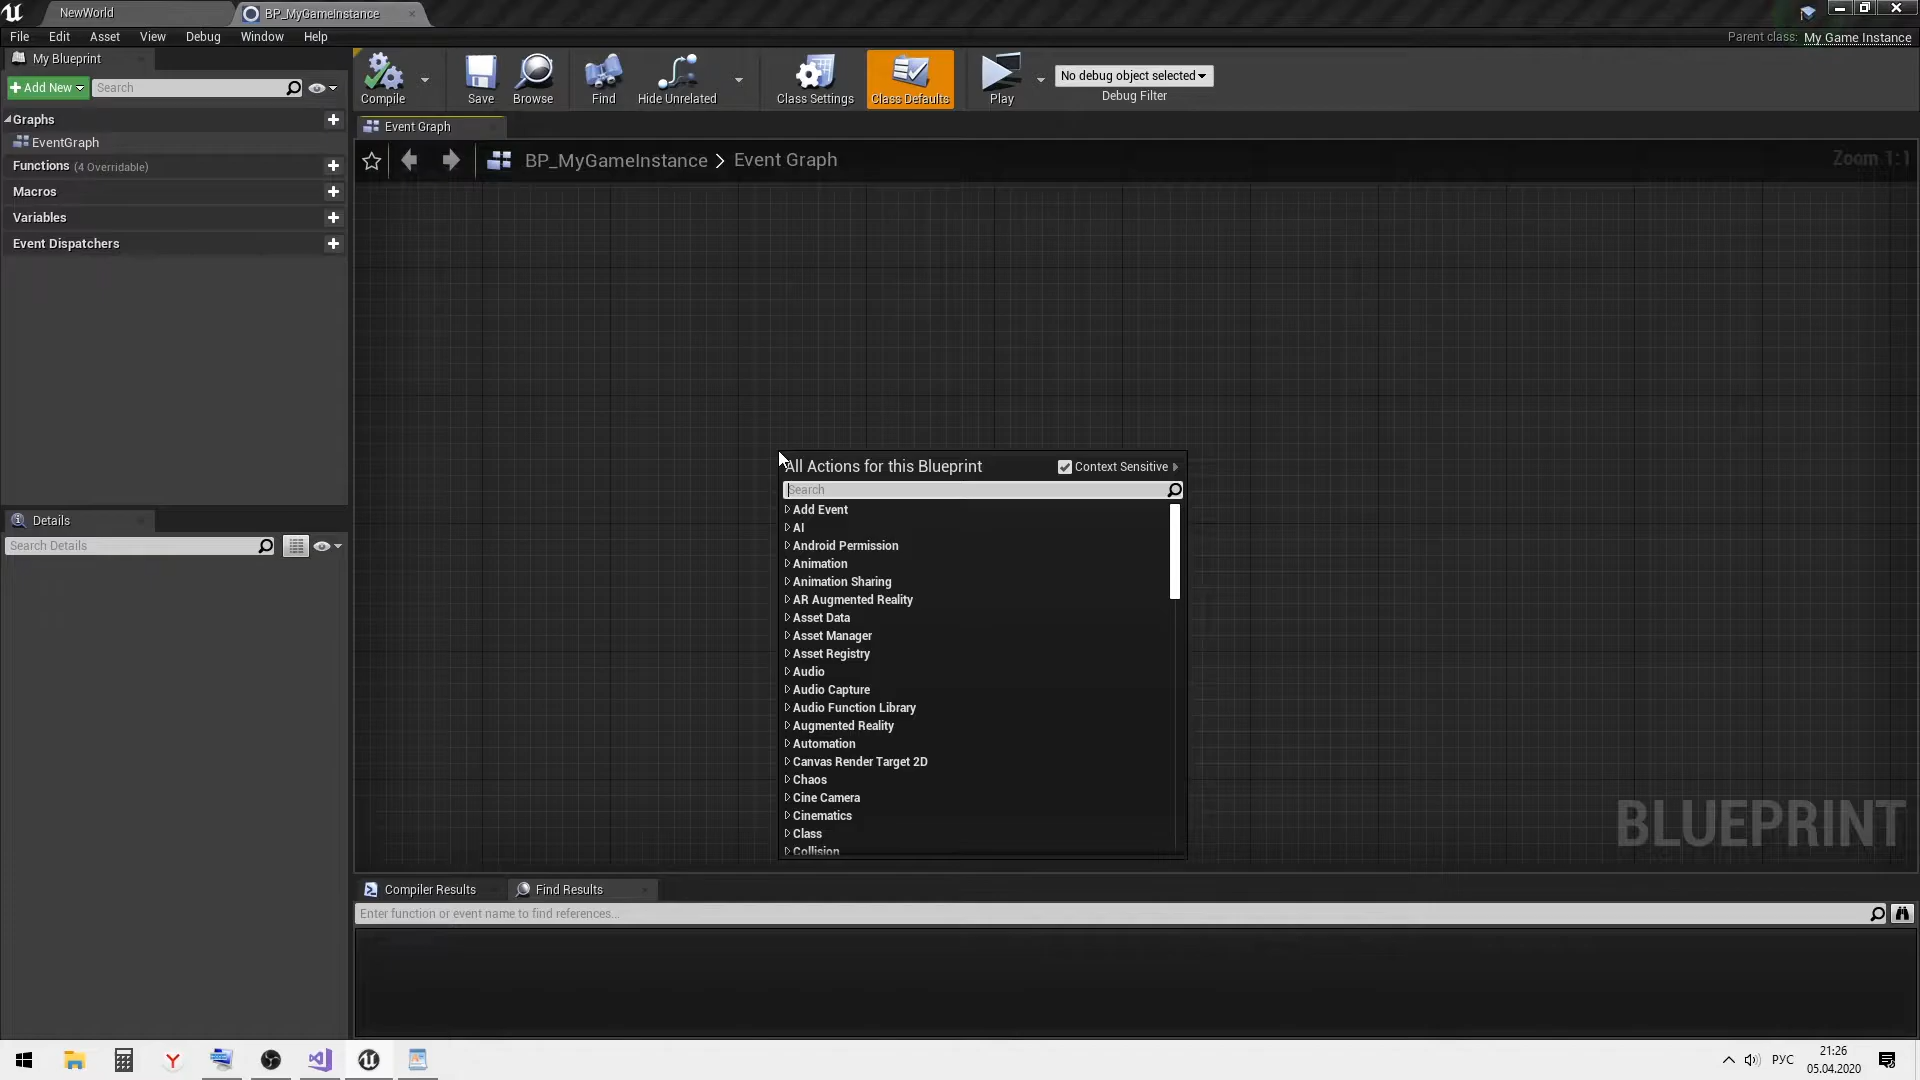 NewWorld
BP_MyGameInstance
File Edit Asset View Debug Window Help
Parent class: My Game Instance
My Blueprint
Add New
Search
Graphs
EventGraph
Functions (4 Overridable)
Macros
Variables
Event Dispatchers
Details
Search Details
Compile
Save
Browse
Find
Hide Unrelated
Class Settings
Class Defaults
Play
No debug object selected
Debug Filter
Event Graph
BP_MyGameInstance > Event Graph
Zoom 1:1
All Actions for this Blueprint
Context Sensitive
Search
Add Event
AI
Android Permission
Animation
Animation Sharing
AR Augmented Reality
Asset Data
Asset Manager
Asset Registry
Audio
Audio Capture
Audio Function Library
Augmented Reality
Automation
Canvas Render Target 2D
Chaos
Cine Camera
Cinematics
Class
Collision
BLUEPRINT
Compiler Results
Find Results
Enter function or event name to find references...
РУС
21:26
05.04.2020